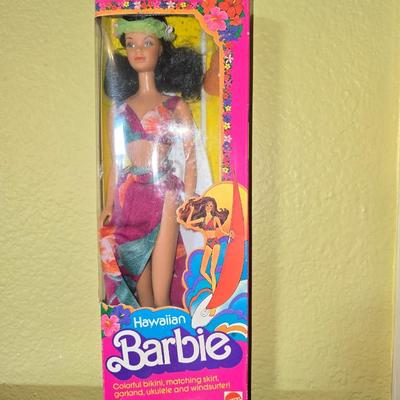 Hawaiian
Barbie
Colorful bikini, matching skirt,
garland, ukulele and windsurfer!